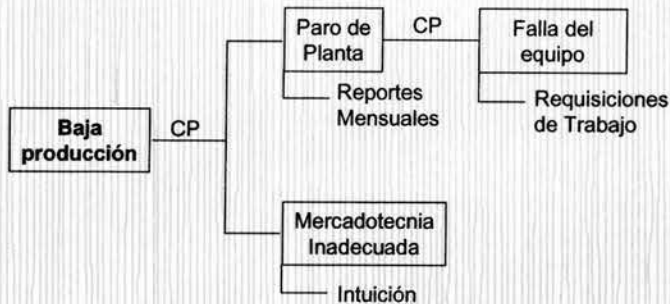 Paro de
Planta
CP
Falla del
equipo
Reportes
Mensuales
Requisiciones
de Trabajo
Baja
producción
CP
Mercadotecnia
Inadecuada
Intuición